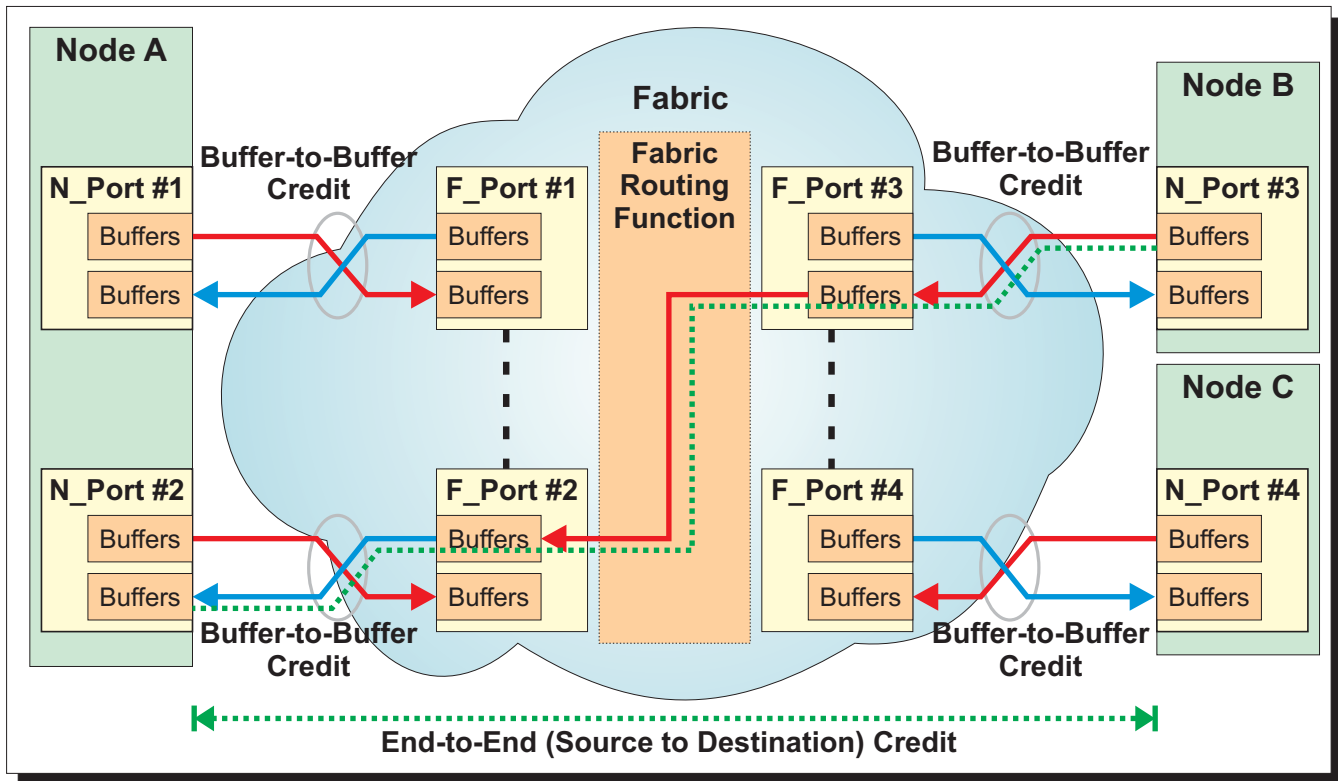 Node A
Fabric
Node B
Buffer-to-Buffer
Credit
Fabric
Routing
Function
Buffer-to-Buffer
Credit
N_Port #1
Buffers
Buffers
F_Port #1
Buffers
Buffers
F_Port #3
Buffers
Buffers
N_Port #3
Buffers
Buffers
Node C
N_Port #2
Buffers
Buffers
F_Port #2
Buffers
Buffers
F_Port #4
Buffers
Buffers
N_Port #4
Buffers
Buffers
Buffer-to-Buffer
Credit
Buffer-to-Buffer
Credit
End-to-End (Source to Destination) Credit